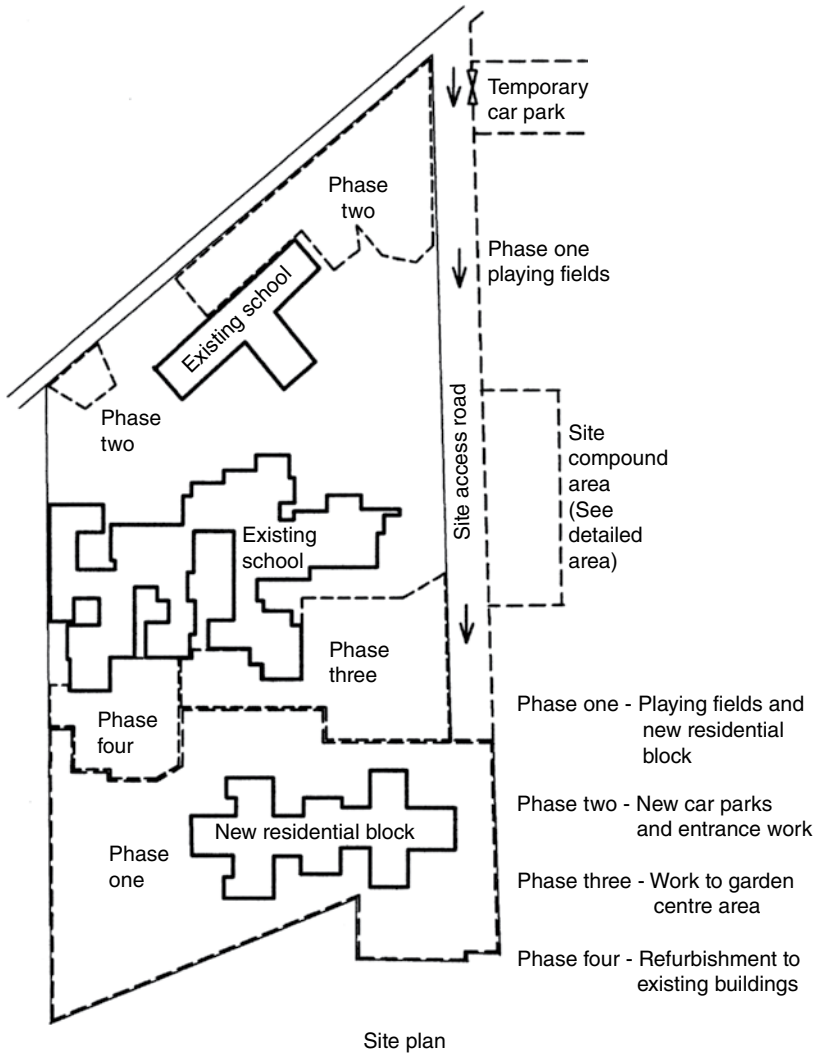 Temporary
car park
Phase
two
Phase one
playing fields
Existing school
Phase
two
Site access road
Site
compound
area
(See
detailed
area)
Existing
school
Phase
three
Phase
four
Phase one - Playing fields and
new residential
block
Phase two - New car parks
and entrance work
Phase three - Work to garden
centre area
Phase four - Refurbishment to
existing buildings
New residential block
Phase
one
Site plan